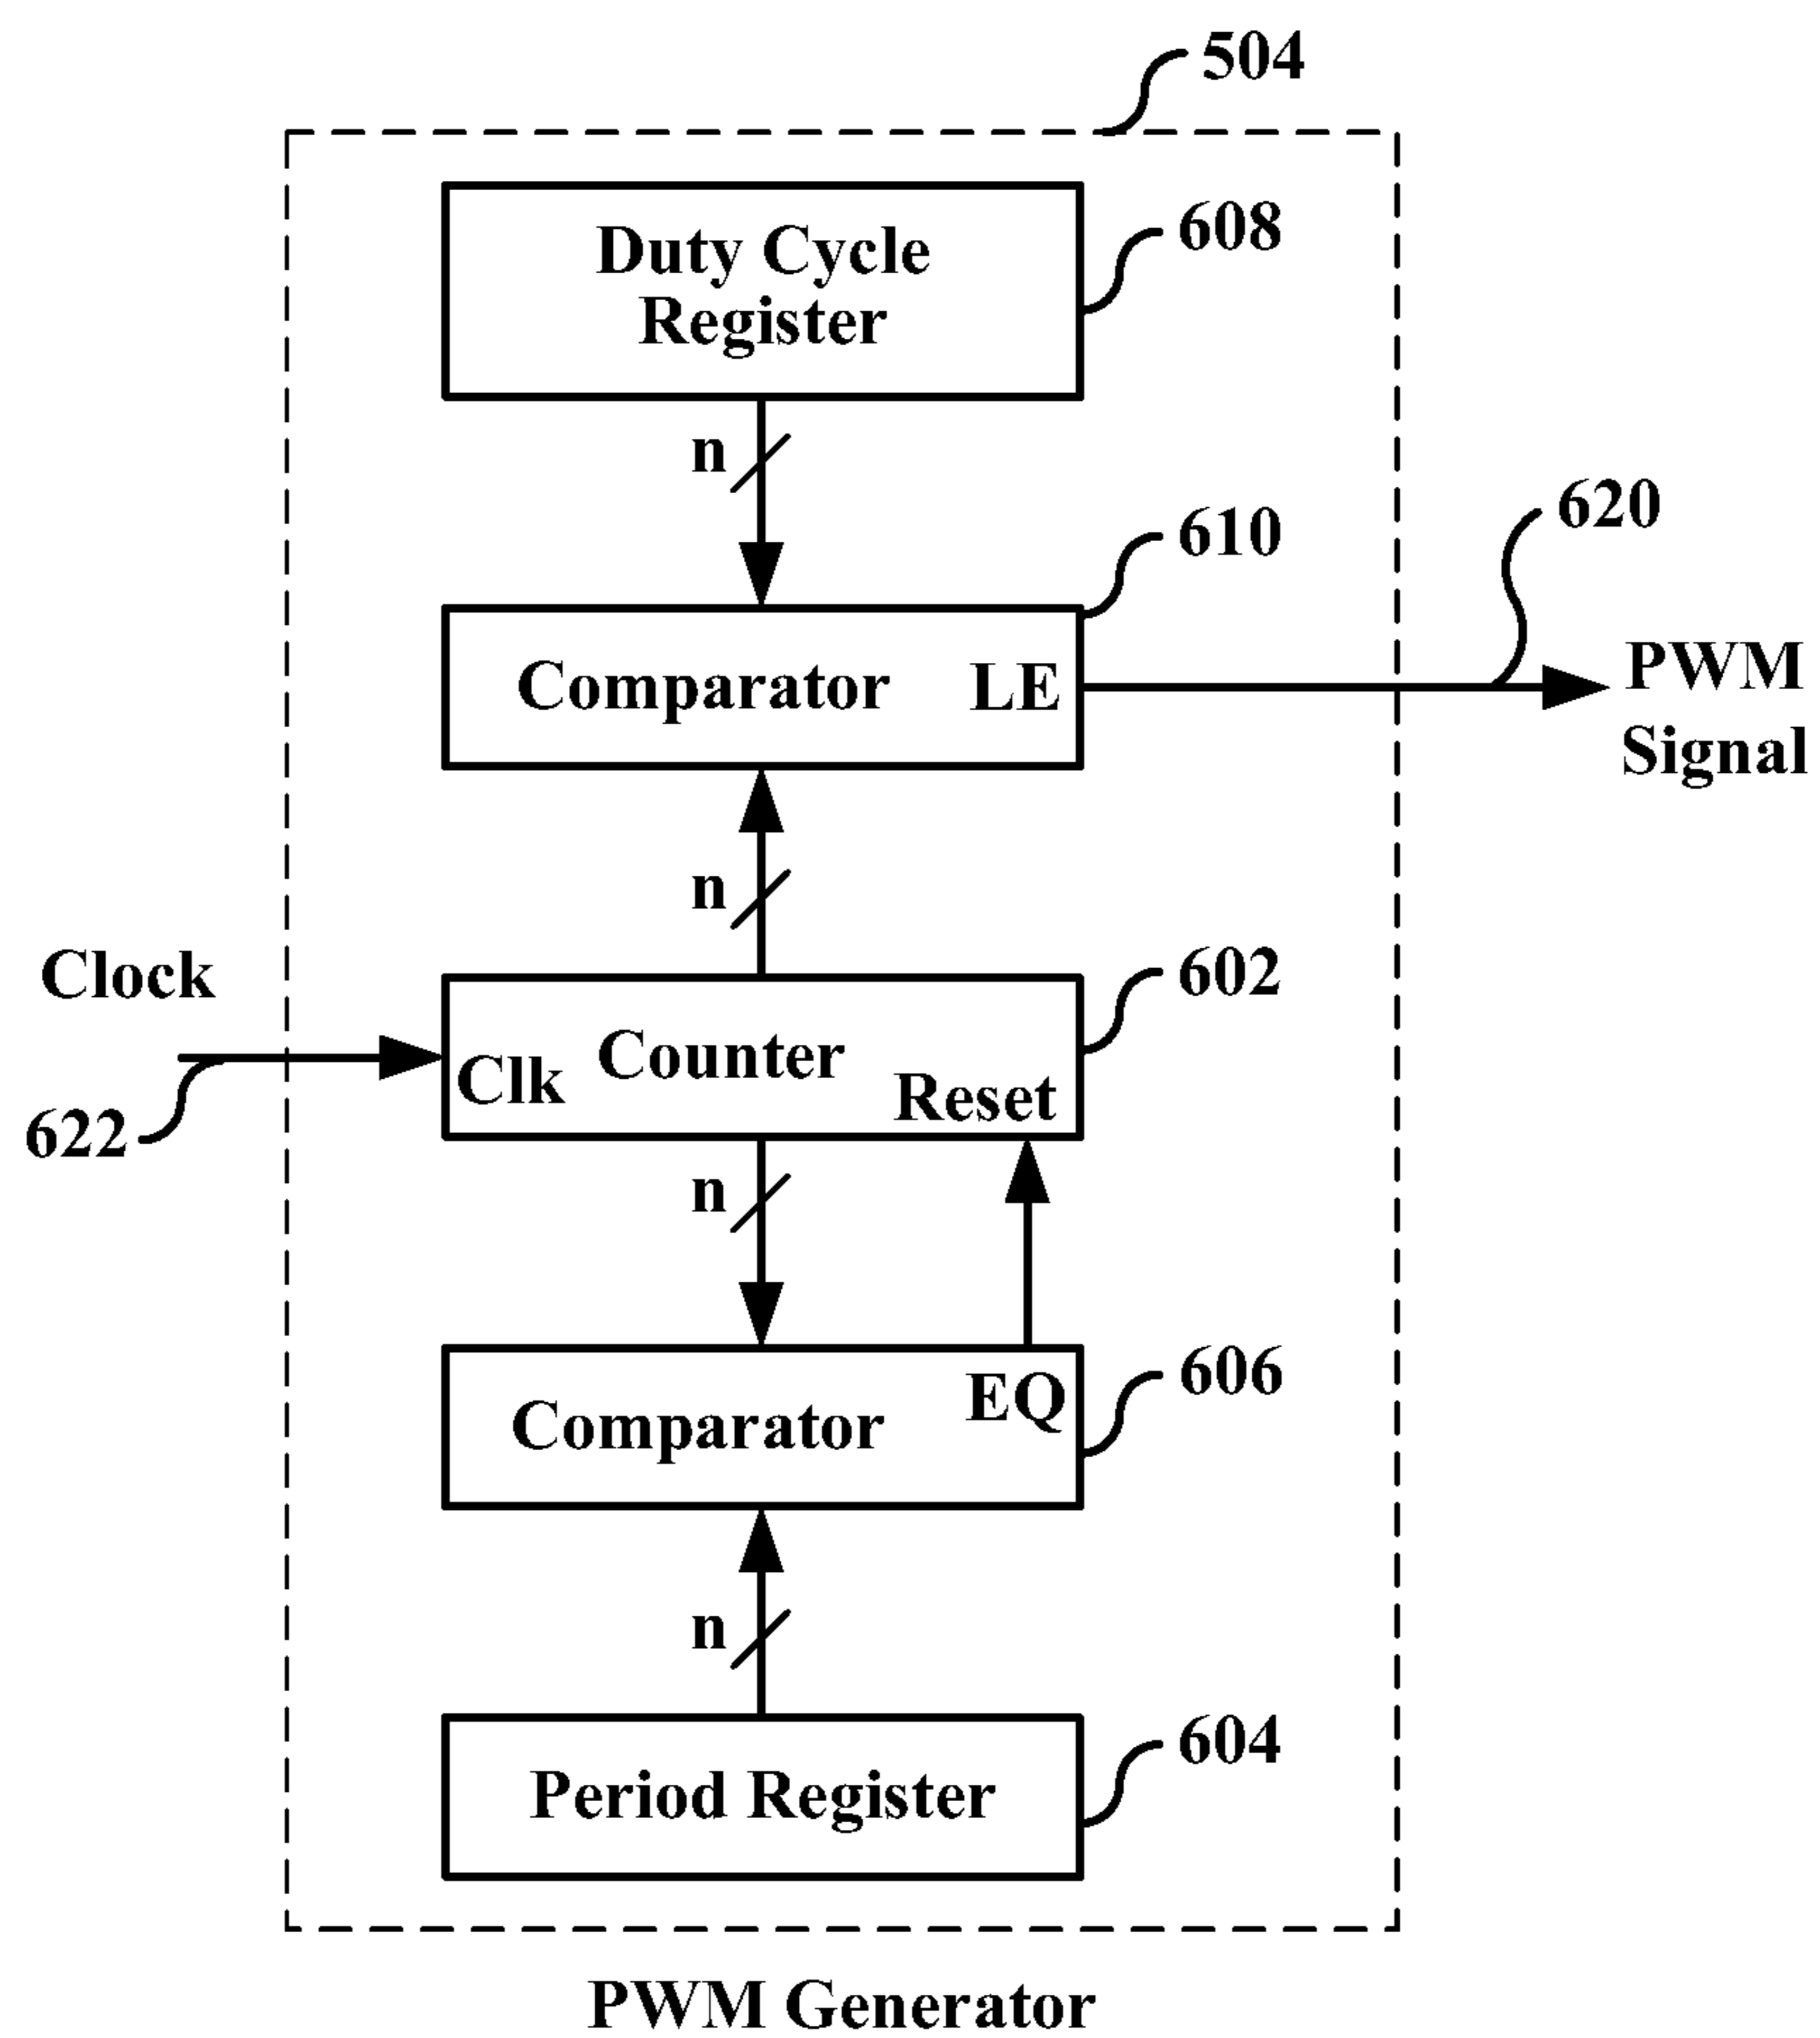 504
Duty Cycle
Register
608
n
610
620
Comparator LE
PWM
Signal
n
Clock
602
Clk Counter Reset
622
n
606
Comparator EQ
n
604
Period Register
PWM Generator